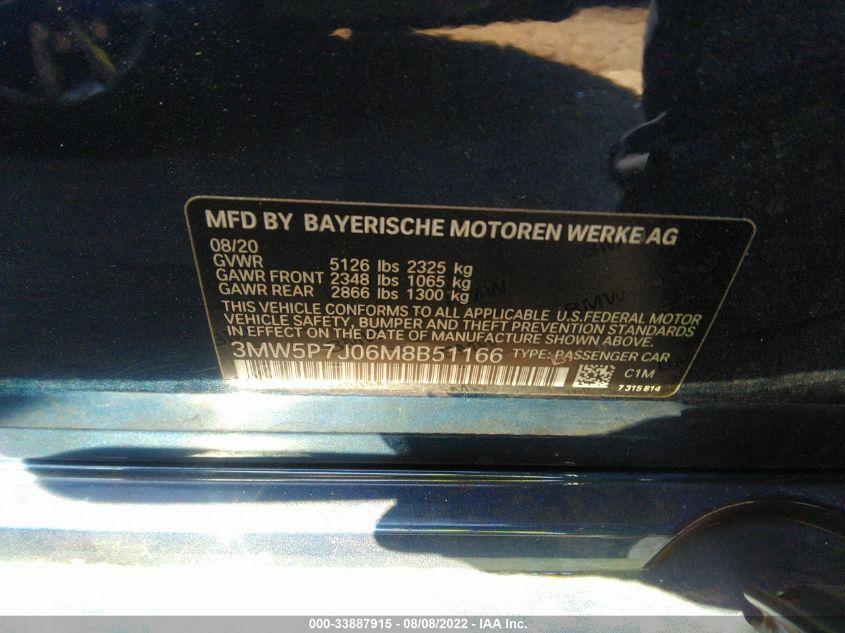 MFD BY BAYERISCHE MOTOREN WERKE AG
08/20
GVWR 5126 lbs 2325 kg
GAWR FRONT 2348 lbs 1065 kg
GAWR REAR 2866 lbs 1300 kg
THIS VEHICLE CONFORMS TO ALL APPLICABLE U.S.FEDERAL MOTOR
VEHICLE SAFETY, BUMPER, AND THEFT PREVENTION STANDARDS
IN EFFECT ON THE DATE OF MANUFACTURE SHOWN ABOVE.
3MW5P7J06M8B51166 TYPE: PASSENGER CAR
C1M
7315814
BMW
000-33887915 - 08/08/2022 - IAA Inc.